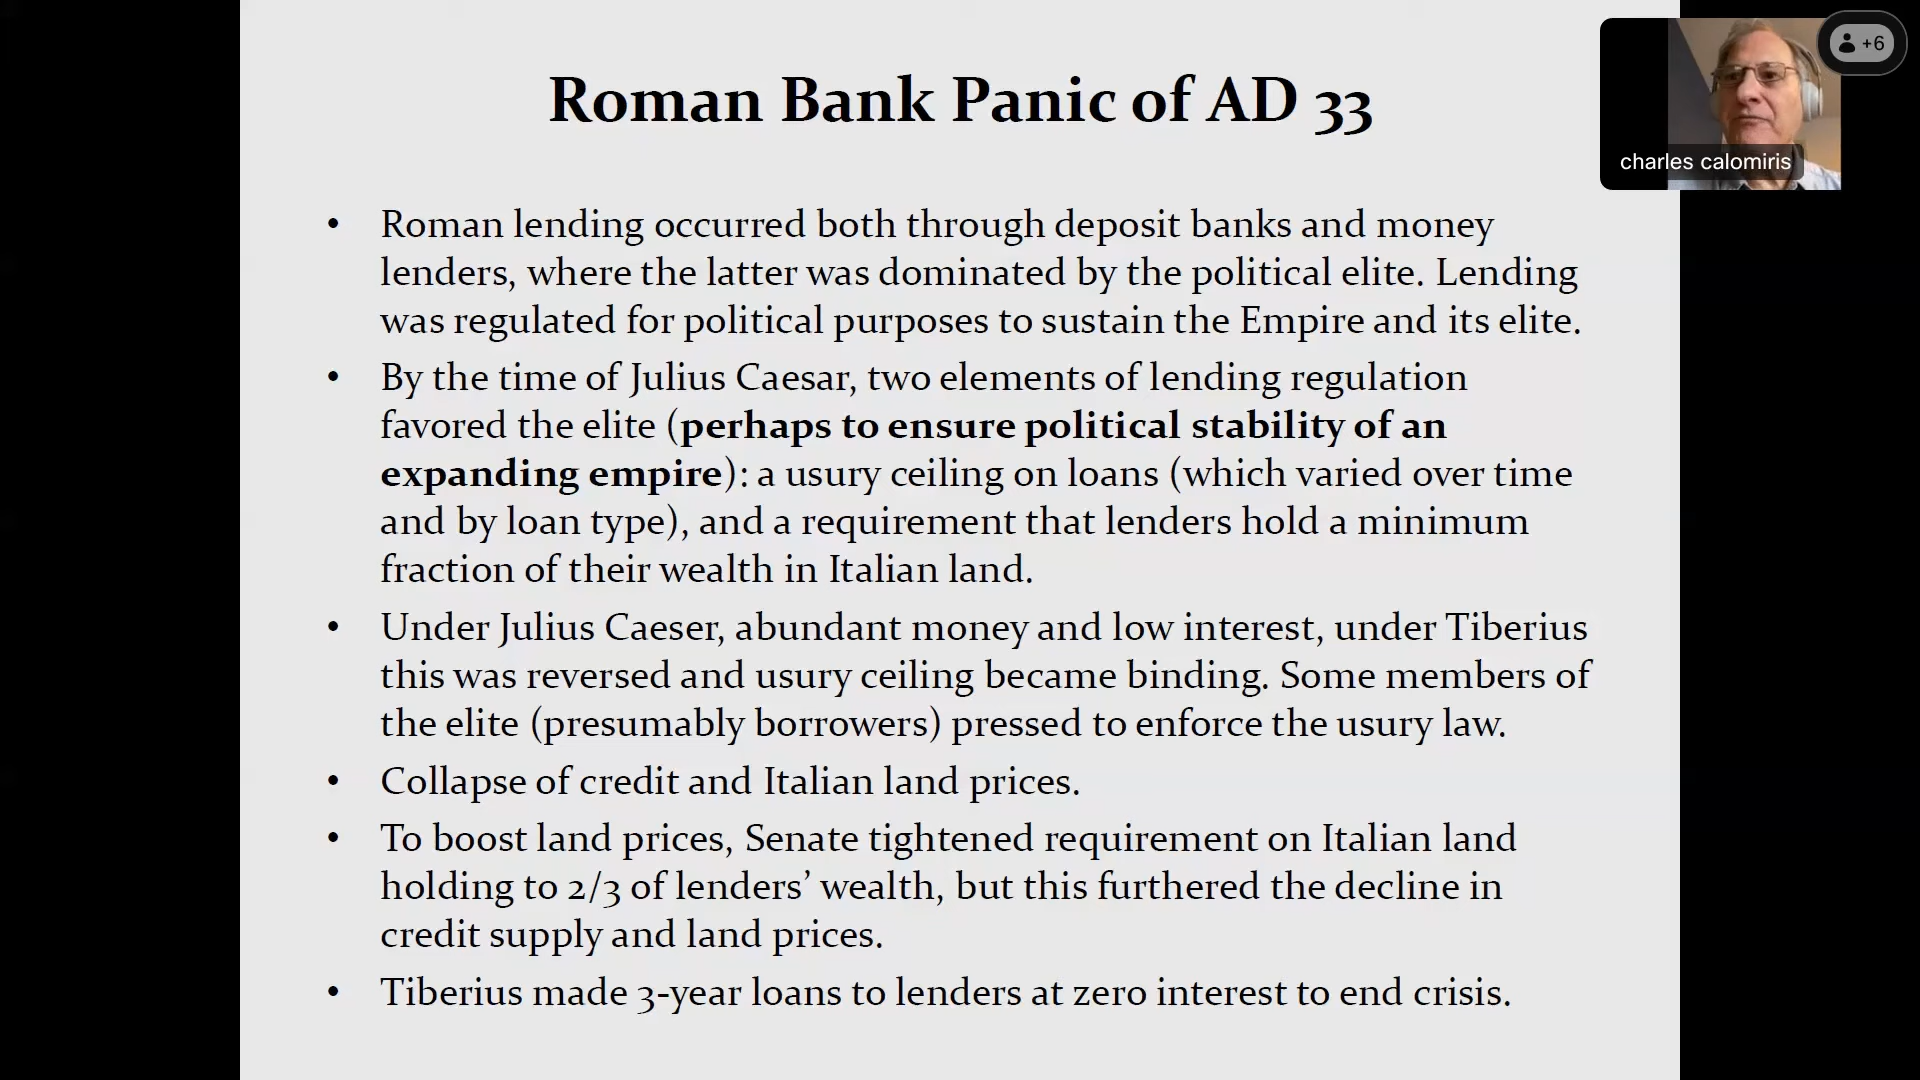 Roman Bank Panic of AD 33
+6
charles calomiris
• Roman lending occurred both through deposit banks and money
lenders, where the latter was dominated by the political elite. Lending
was regulated for political purposes to sustain the Empire and its elite.
• By the time of Julius Caesar, two elements of lending regulation
favored the elite (perhaps to ensure political stability of an
expanding empire): a usury ceiling on loans (which varied over time
and by loan type), and a requirement that lenders hold a minimum
fraction of their wealth in Italian land.
• Under Julius Caeser, abundant money and low interest, under Tiberius
this was reversed and usury ceiling became binding. Some members of
the elite (presumably borrowers) pressed to enforce the usury law.
• Collapse of credit and Italian land prices.
• To boost land prices, Senate tightened requirement on Italian land
holding to 2/3 of lenders’ wealth, but this furthered the decline in
credit supply and land prices.
• Tiberius made 3-year loans to lenders at zero interest to end crisis.